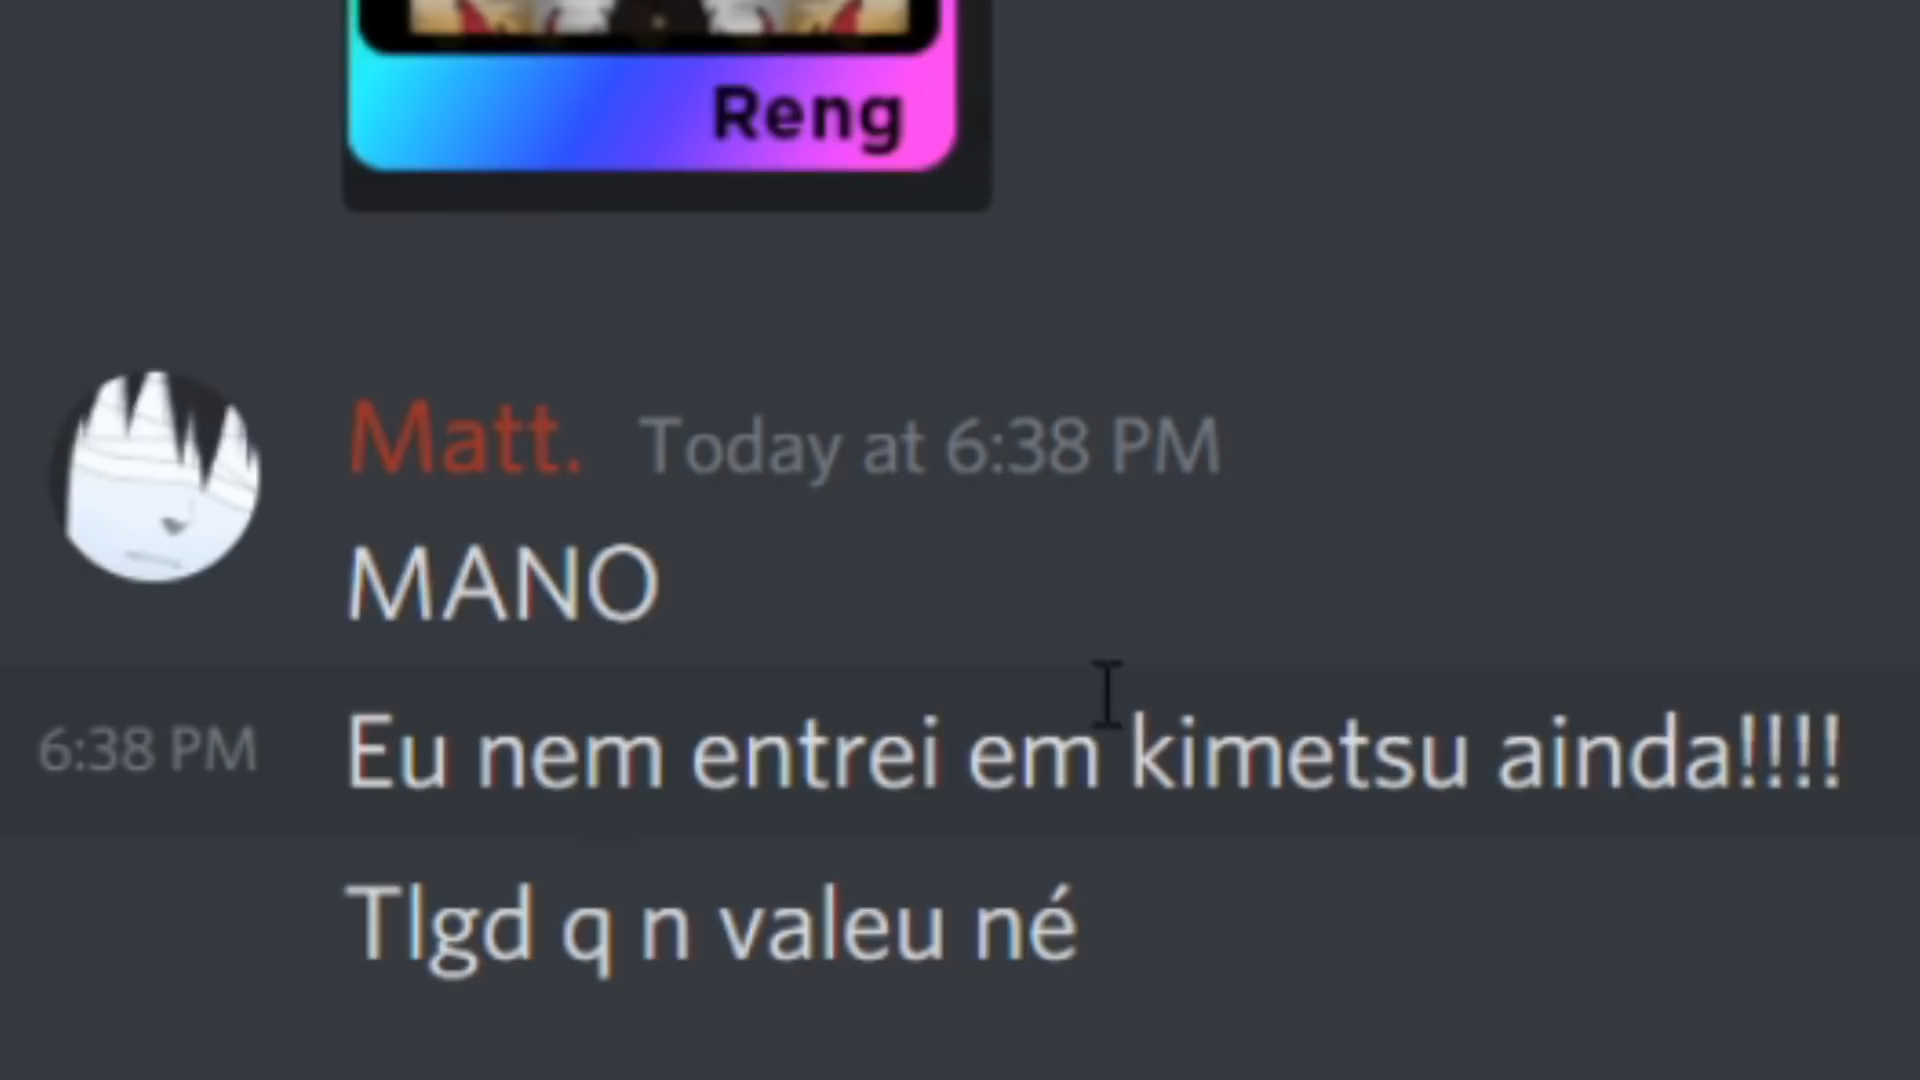 Reng
Matt. Today at 6:38 PM
MANO
6:38 PM Eu nem entrei em kimetsu ainda!!!!
Tlgd q n valeu né